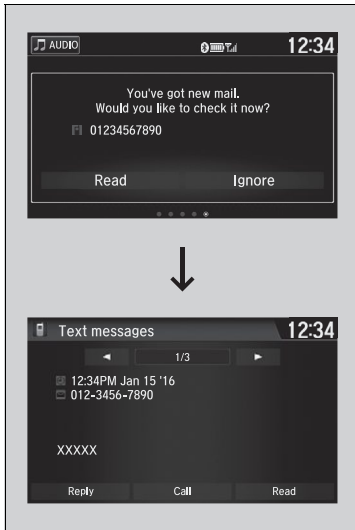 AUDIO
12:34
You've got new mail.
Would you like to check it now?
01234567890
Read Ignore
Text messages 12:34
1/3
12:34PM Jan 15 '16
012-3456-7890
XXXXX
Reply Call Read